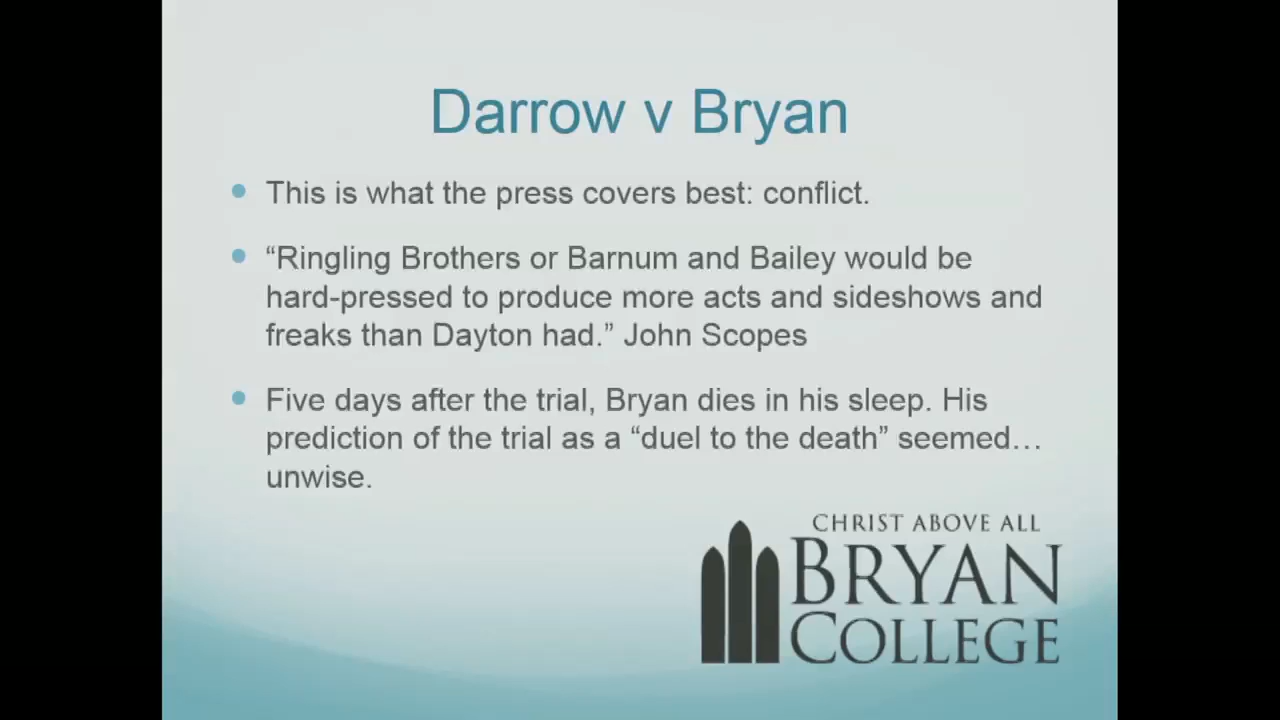 Darrow v Bryan
This is what the press covers best: conflict.
“Ringling Brothers or Barnum and Bailey would be
hard-pressed to produce more acts and sideshows and
freaks than Dayton had.” John Scopes
Five days after the trial, Bryan dies in his sleep. His
prediction of the trial as a “duel to the death” seemed…
unwise.
CHRIST ABOVE ALL
BRYAN
COLLEGE